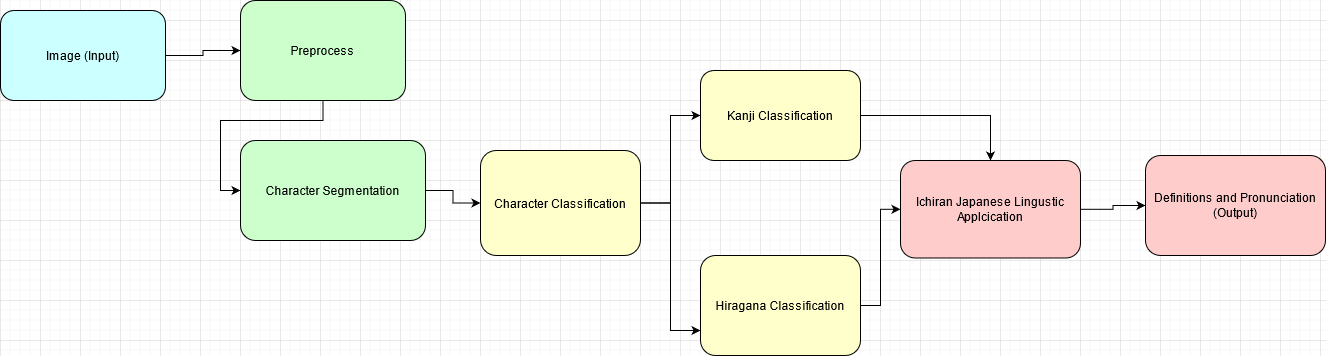 Image (Input)
Preprocess
Character Segmentation
Character Classification
Kanji Classification
Hiragana Classification
Ichiran Japanese Lingustic
Applcication
Definitions and Pronunciation
(Output)